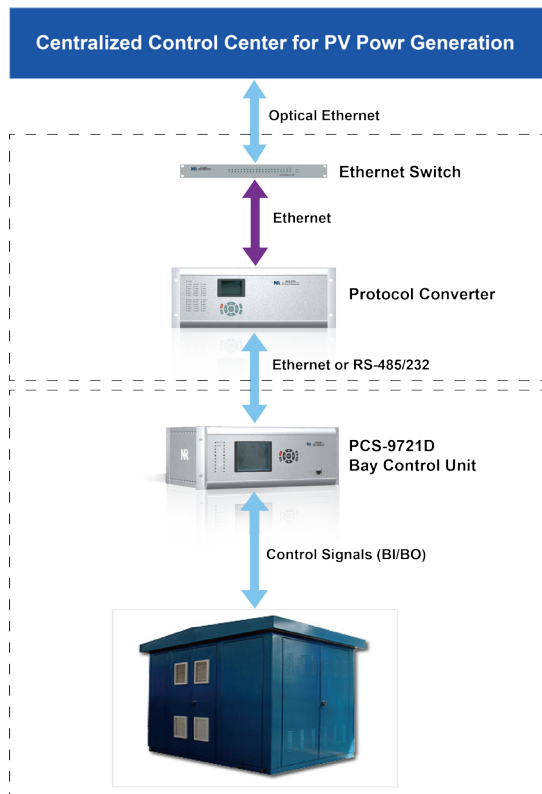 Centralized Control Center for PV Powr Generation
Optical Ethernet
Ethernet Switch
Ethernet
Protocol Converter
Ethernet or RS-485/232
NR
PCS-9721D
Bay Control Unit
Control Signals (BI/BO)